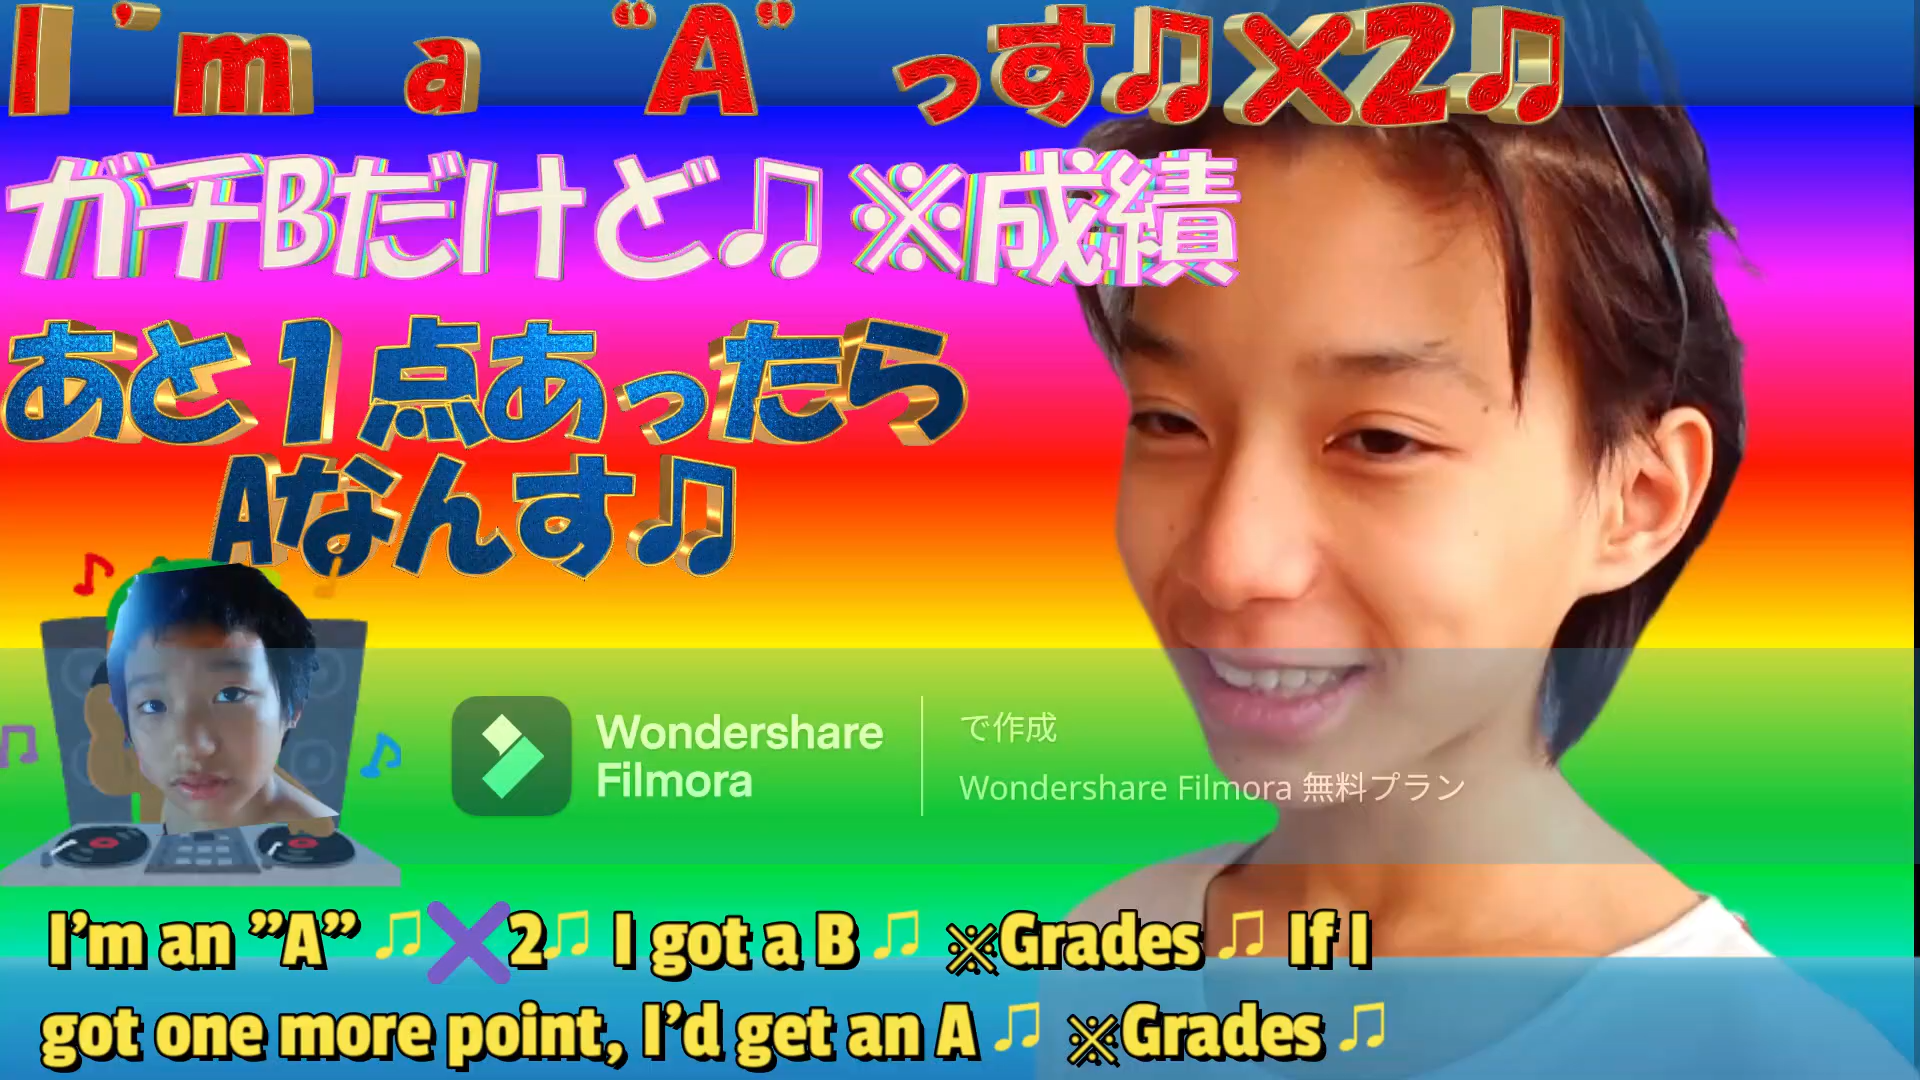 I'm a “A”っす♫×2♫
ガチBだけど♫※成績
あと1点あったら
Aなんす♫
Wondershare
Filmora
で作成
Wondershare Filmora 無料プラン
I'm an ”A” ♫❌2♫ I got a B ♫ ※Grades ♫ If I
got one more point, I'd get an A ♫ ※Grades ♫